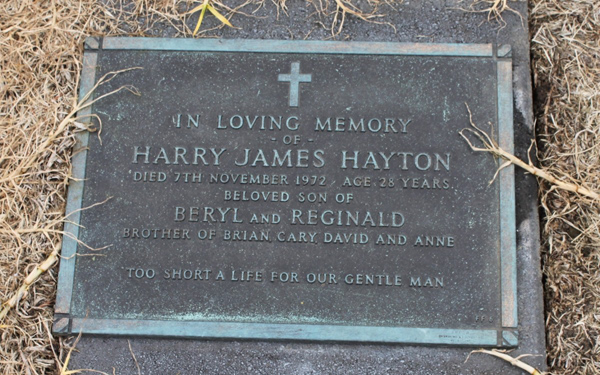 IN LOVING MEMORY
- OF -
HARRY JAMES HAYTON
DIED 7TH NOVEMBER 1972 · AGE 28 YEARS.
BELOVED SON OF
BERYL AND REGINALD
BROTHER OF BRIAN, CARY, DAVID AND ANNE
TOO SHORT A LIFE FOR OUR GENTLE MAN